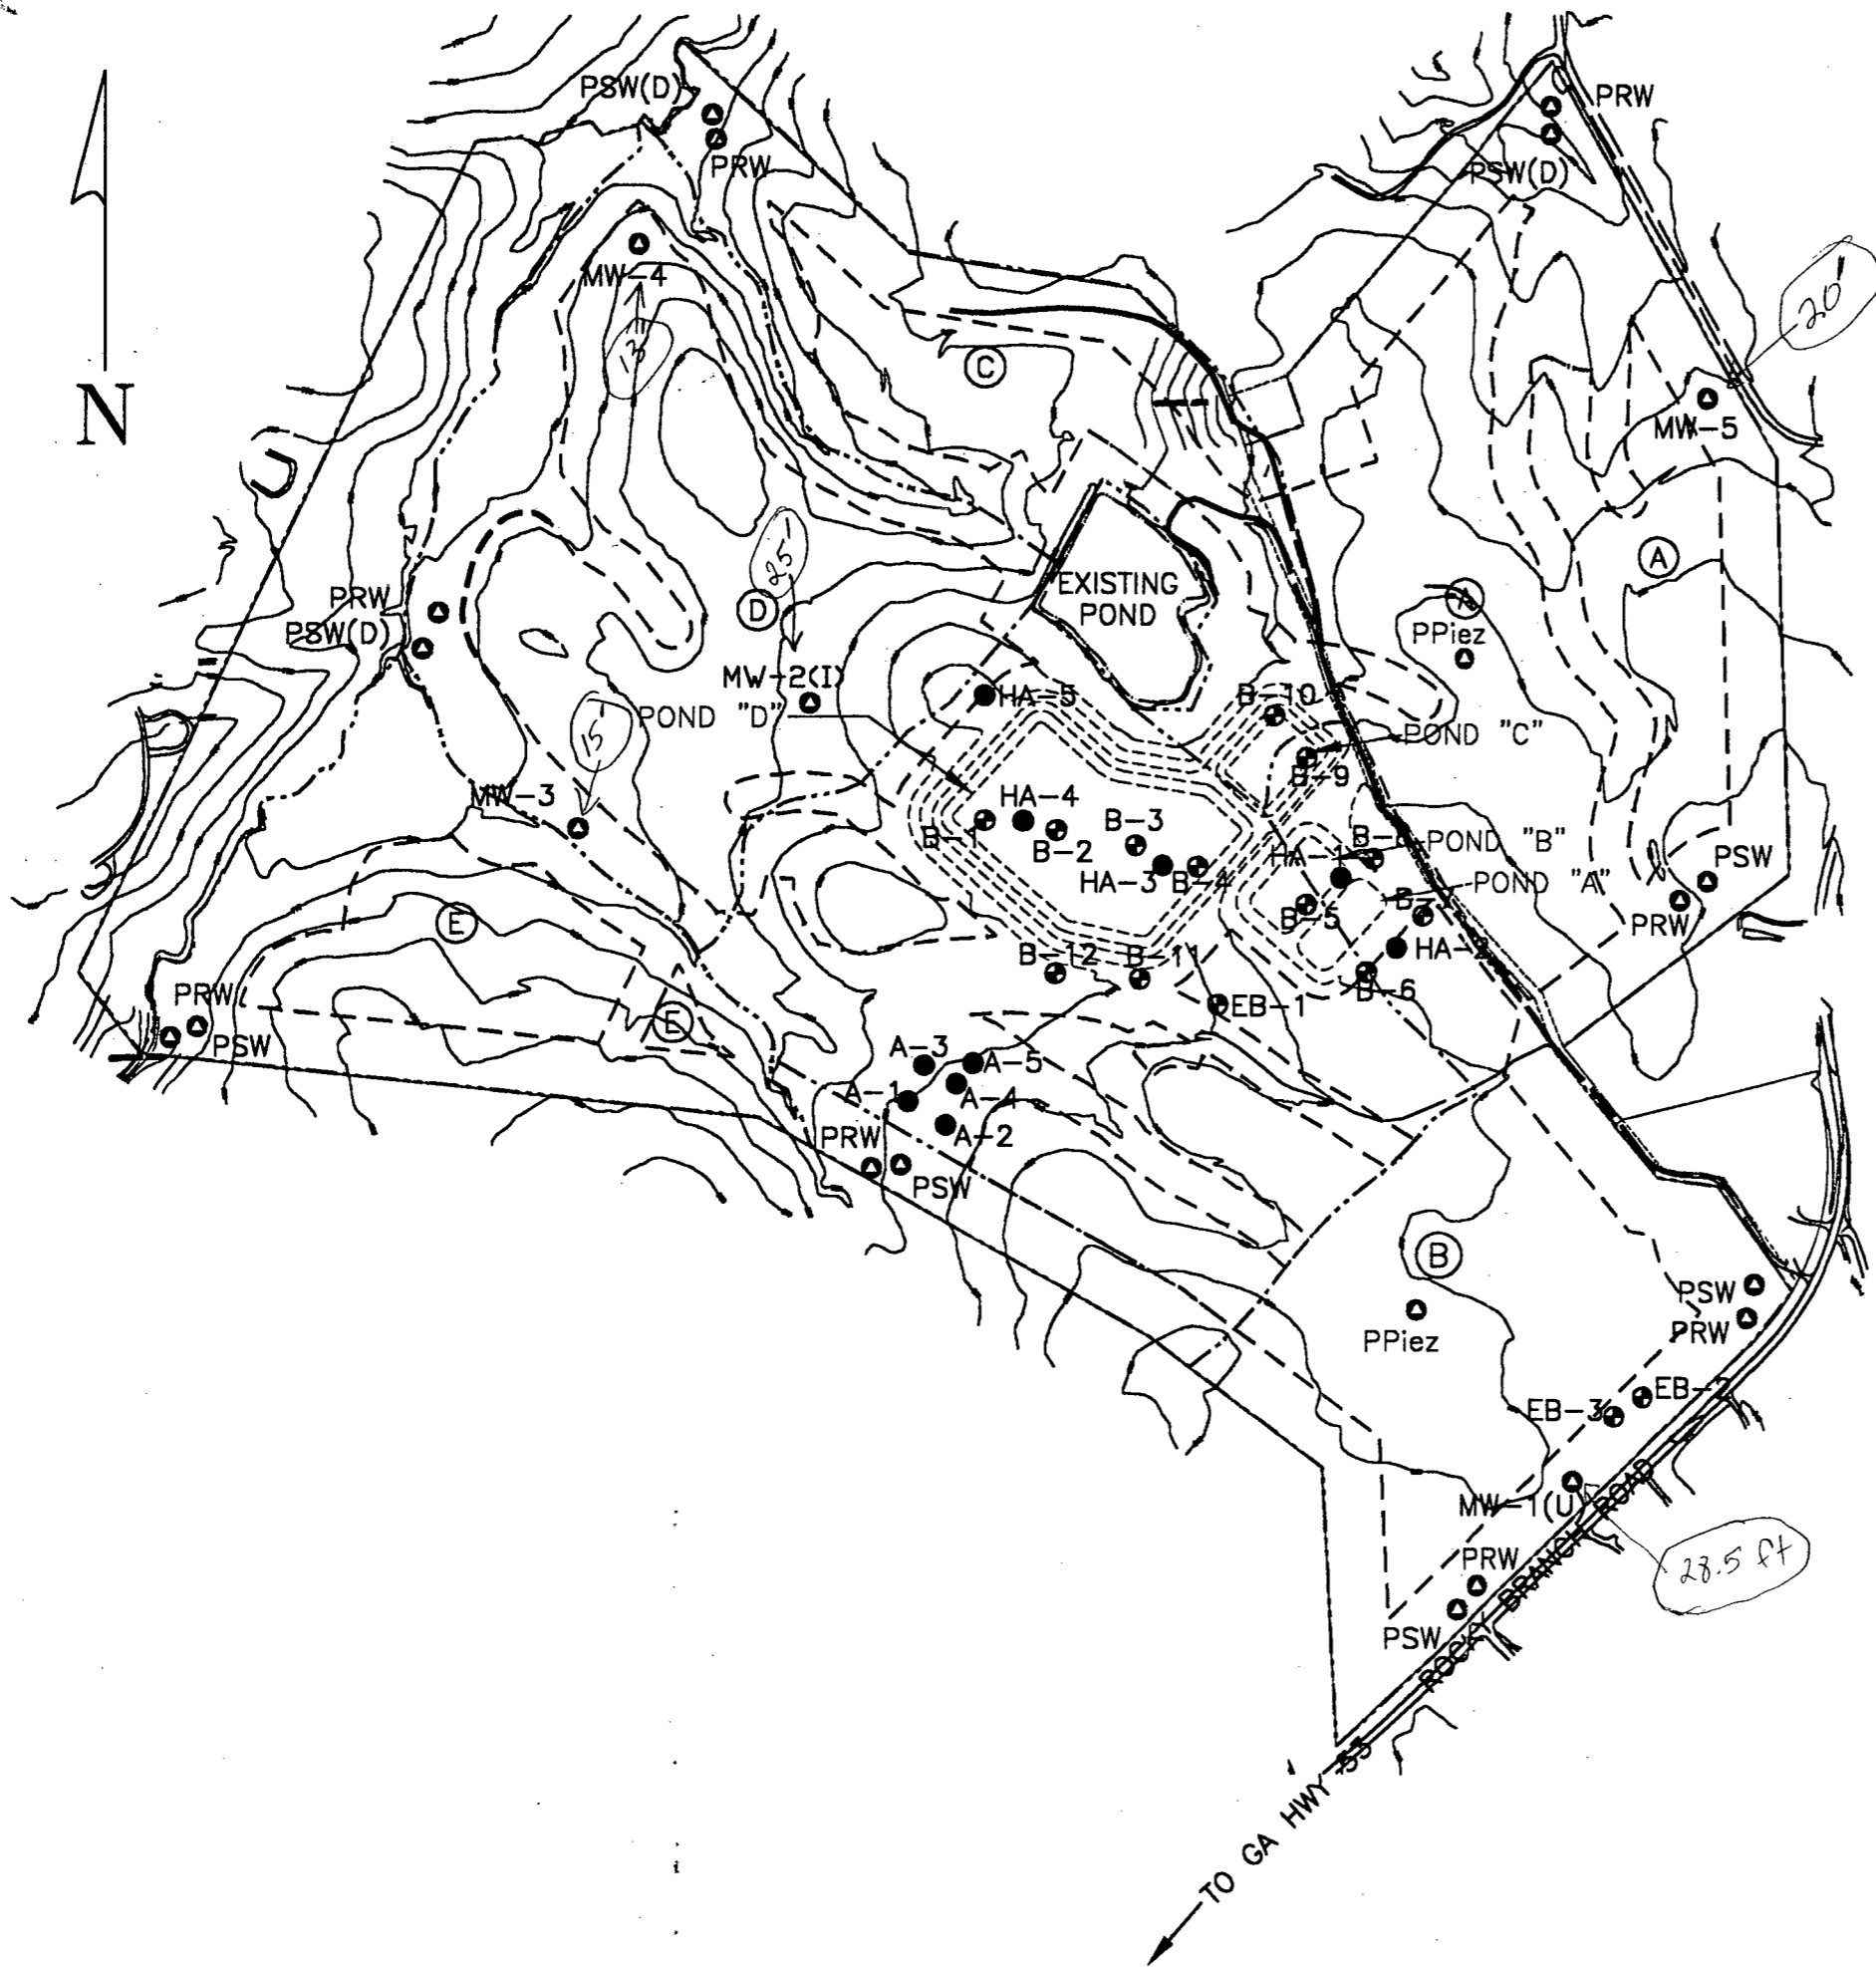 PSW(D)
PRW
PRW
PSW(D)
MW-4
13'
20'
N
C
MW-5
25'
A
D
EXISTING
POND
A
PPiez
PRW
PSW(D)
MW-2(I)
HA-5
B-10
15'
POND "D"
POND "C"
B-9
MW-3
HA-4
B-1
B-2
B-3
HA-3
B-4
HA-1
POND "B"
POND "A"
PSW
PRW
B-5
HA-2
B-6
E
B-12
B-11
EB-1
PRW
PSW
E
A-3
A-5
A-1
A-4
A-2
PRW
PSW
B
PPiez
PSW
PRW
EB-2
EB-3
MW-1(U)
28.5 ft
PRW
PSW
ROCKY BRANCH ROAD
TO GA HWY 155